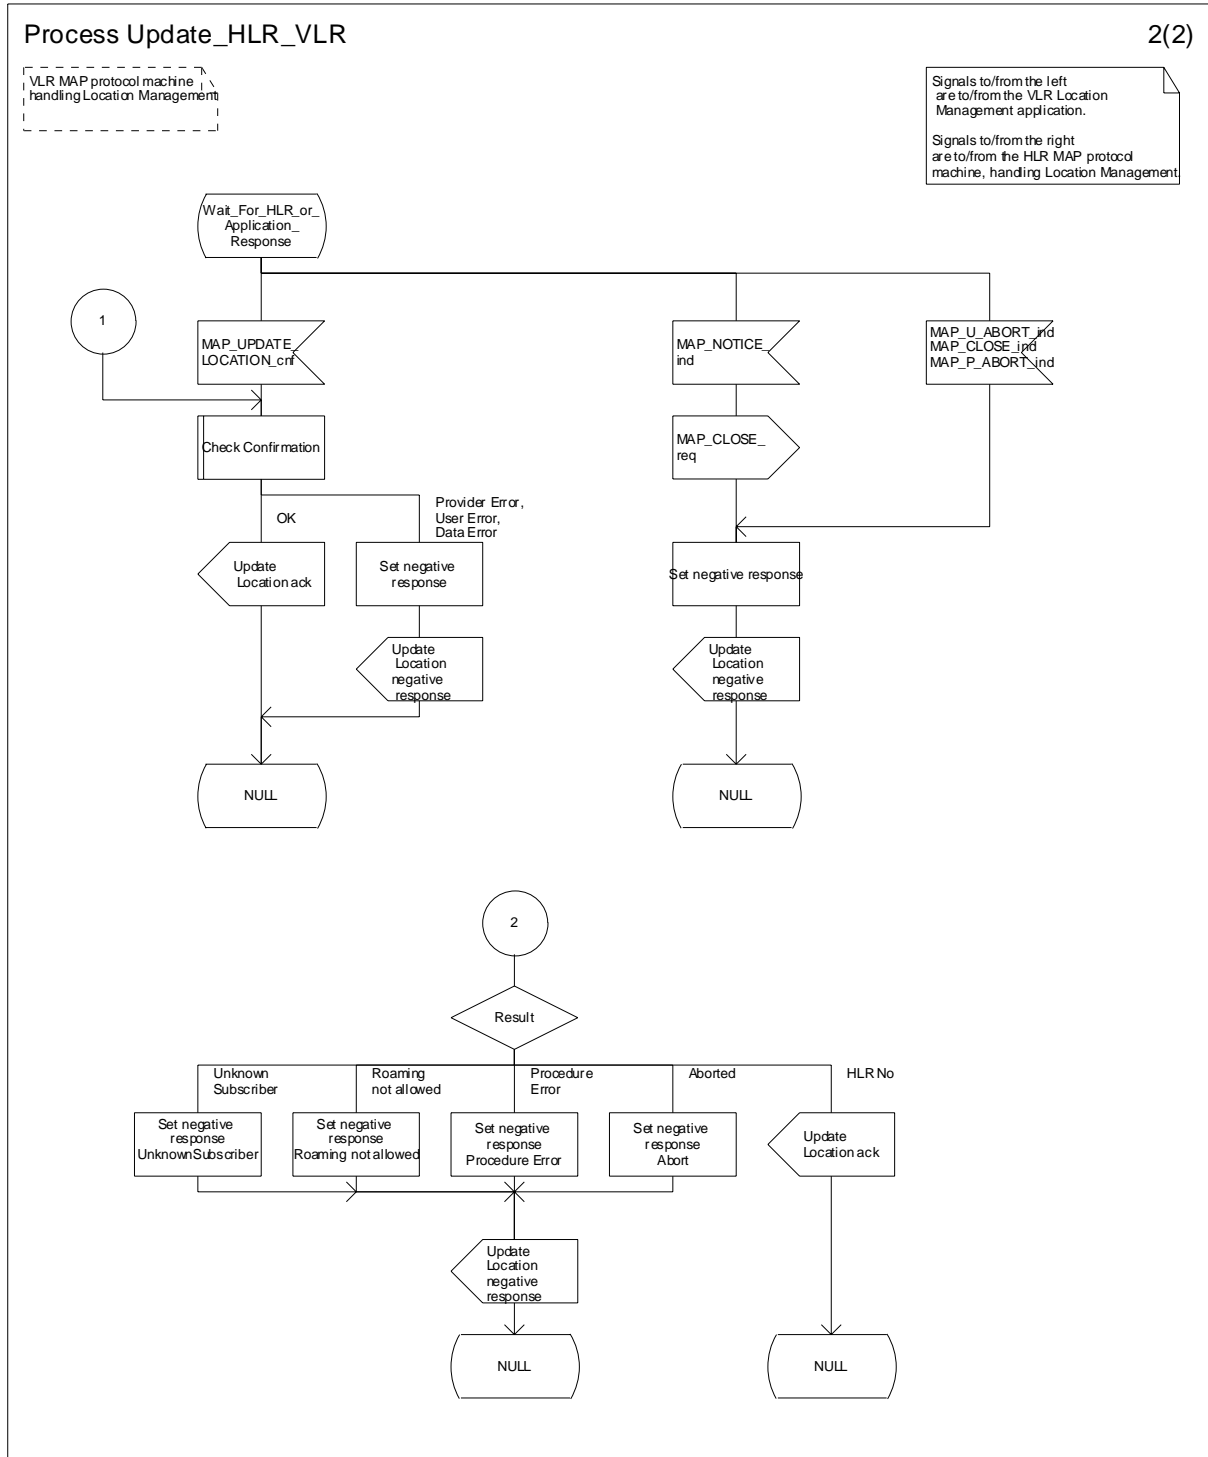 Process Update_HLR_VLR
2(2)
VLR MAP protocol machine
handling Location Management
Signals to/from the left
are to/from the VLR Location
Management application.
Signals to/from the right
are to/from the HLR MAP protocol
machine, handling Location Management.
Wait_For_HLR_or_
Application_
Response
1
MAP_UPDATE_
LOCATION_cnf
MAP_NOTICE_
ind
MAP_U_ABORT_ind
MAP_CLOSE_ind
MAP_P_ABORT_ind
Check Confirmation
MAP_CLOSE_
req
OK
Provider Error,
User Error,
Data Error
Update
Location ack
Set negative
response
Set negative response
Update
Location
negative
response
Update
Location
negative
response
NULL
NULL
2
Result
Unknown
Subscriber
Roaming
not allowed
Procedure
Error
Aborted
HLR No
Set negative
response
UnknownSubscriber
Set negative
response
Roaming not allowed
Set negative
response
Procedure Error
Set negative
response
Abort
Update
Location ack
Update
Location
negative
response
NULL
NULL